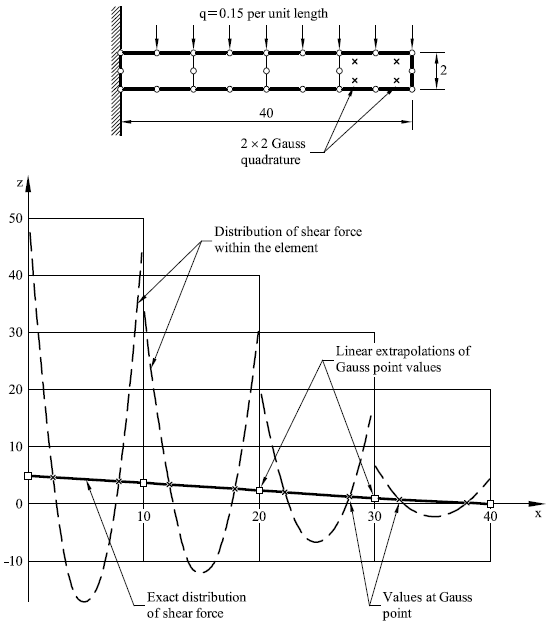 q=0.15 per unit length
2
40
2 × 2 Gauss
quadrature
z
50
Distribution of shear force
within the element
40
30
Linear extrapolations of
Gauss point values
20
10
0
10
20
30
40
x
-10
Exact distribution
of shear force
Values at Gauss
point